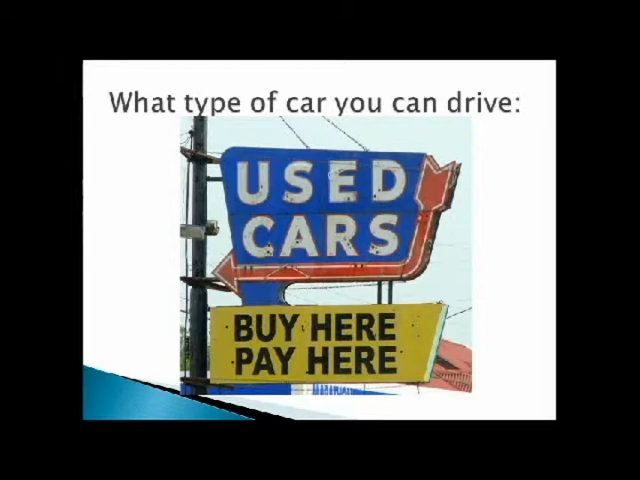 What type of car you can drive:
USED
CARS
BUY HERE
PAY HERE